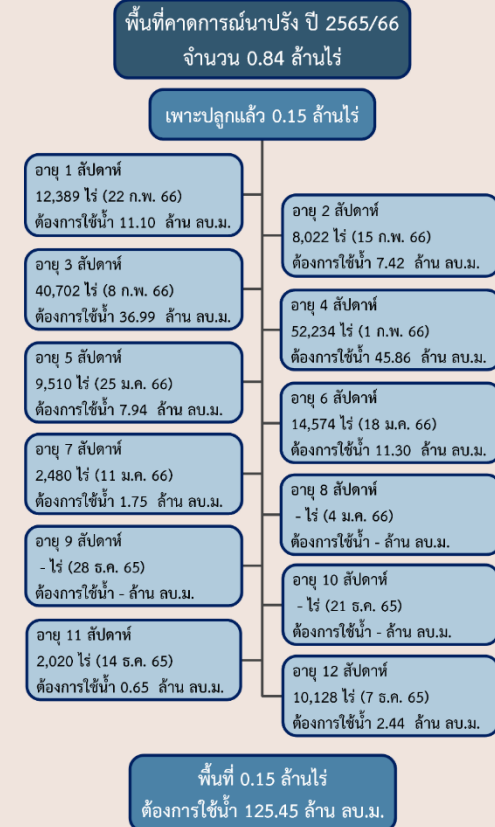 พื้นที่คาดการณ์นาปรัง ปี 2565/66
จำนวน 0.84 ล้านไร่
เพาะปลูกแล้ว 0.15 ล้านไร่
อายุ 1 สัปดาห์
12,389 ไร่ (22 ก.พ. 66)
ต้องการใช้น้ำ 11.10 ล้าน ลบ.ม.
อายุ 2 สัปดาห์
8,022 ไร่ (15 ก.พ. 66)
ต้องการใช้น้ำ 7.42 ล้าน ลบ.ม.
อายุ 3 สัปดาห์
40,702 ไร่ (8 ก.พ. 66)
ต้องการใช้น้ำ 36.99 ล้าน ลบ.ม.
อายุ 4 สัปดาห์
52,234 ไร่ (1 ก.พ. 66)
ต้องการใช้น้ำ 45.86 ล้าน ลบ.ม.
อายุ 5 สัปดาห์
9,510 ไร่ (25 ม.ค. 66)
ต้องการใช้น้ำ 7.94 ล้าน ลบ.ม.
อายุ 6 สัปดาห์
14,574 ไร่ (18 ม.ค. 66)
ต้องการใช้น้ำ 11.30 ล้าน ลบ.ม.
อายุ 7 สัปดาห์
2,480 ไร่ (11 ม.ค. 66)
ต้องการใช้น้ำ 1.75 ล้าน ลบ.ม.
อายุ 8 สัปดาห์
- ไร่ (4 ม.ค. 66)
ต้องการใช้น้ำ - ล้าน ลบ.ม.
อายุ 9 สัปดาห์
- ไร่ (28 ธ.ค. 65)
ต้องการใช้น้ำ - ล้าน ลบ.ม.
อายุ 10 สัปดาห์
- ไร่ (21 ธ.ค. 65)
ต้องการใช้น้ำ - ล้าน ลบ.ม.
อายุ 11 สัปดาห์
2,020 ไร่ (14 ธ.ค. 65)
ต้องการใช้น้ำ 0.65 ล้าน ลบ.ม.
อายุ 12 สัปดาห์
10,128 ไร่ (7 ธ.ค. 65)
ต้องการใช้น้ำ 2.44 ล้าน ลบ.ม.
พื้นที่ 0.15 ล้านไร่
ต้องการใช้น้ำ 125.45 ล้าน ลบ.ม.